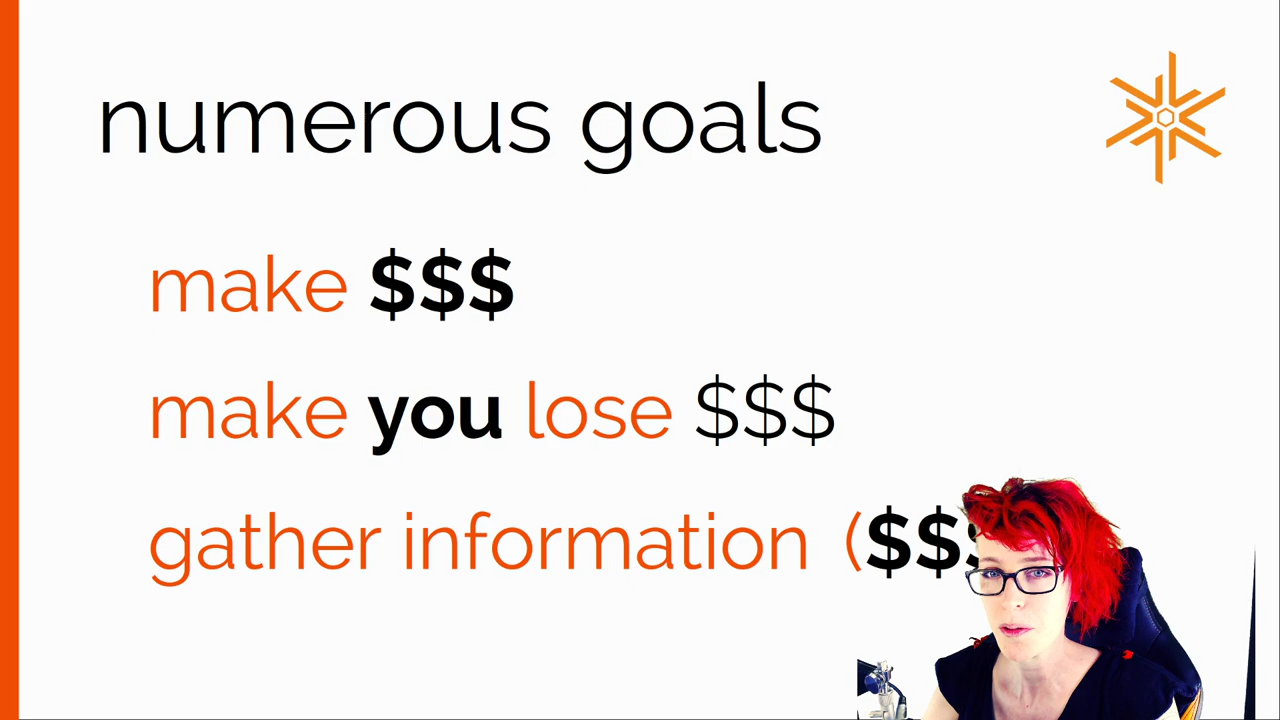 numerous goals
make $$$
make you lose $$$
gather information ($$